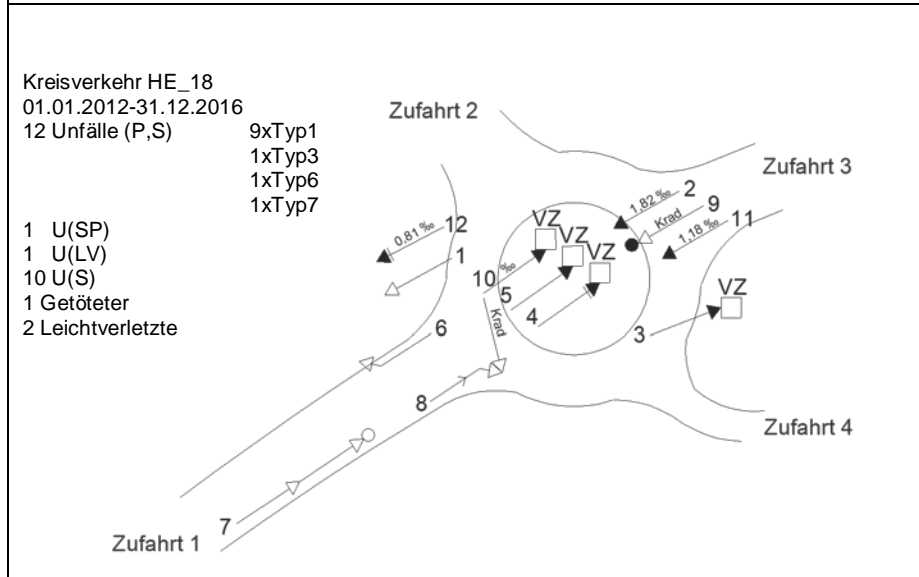 Kreisverkehr HE_18
01.01.2012-31.12.2016
12 Unfälle (P,S) 9xTyp1
1xTyp3
1xTyp6
1xTyp7
1 U(SP)
1 U(LV)
10 U(S)
1 Getöteter
2 Leichtverletzte
Zufahrt 2
Zufahrt 3
1,82 ‰ 2
Krad 9
1,18 ‰ 11
0,81 ‰ 12
1
VZ
VZ
VZ
10 ‰
5
4
VZ
3
Krad
6
8
7
Zufahrt 4
Zufahrt 1